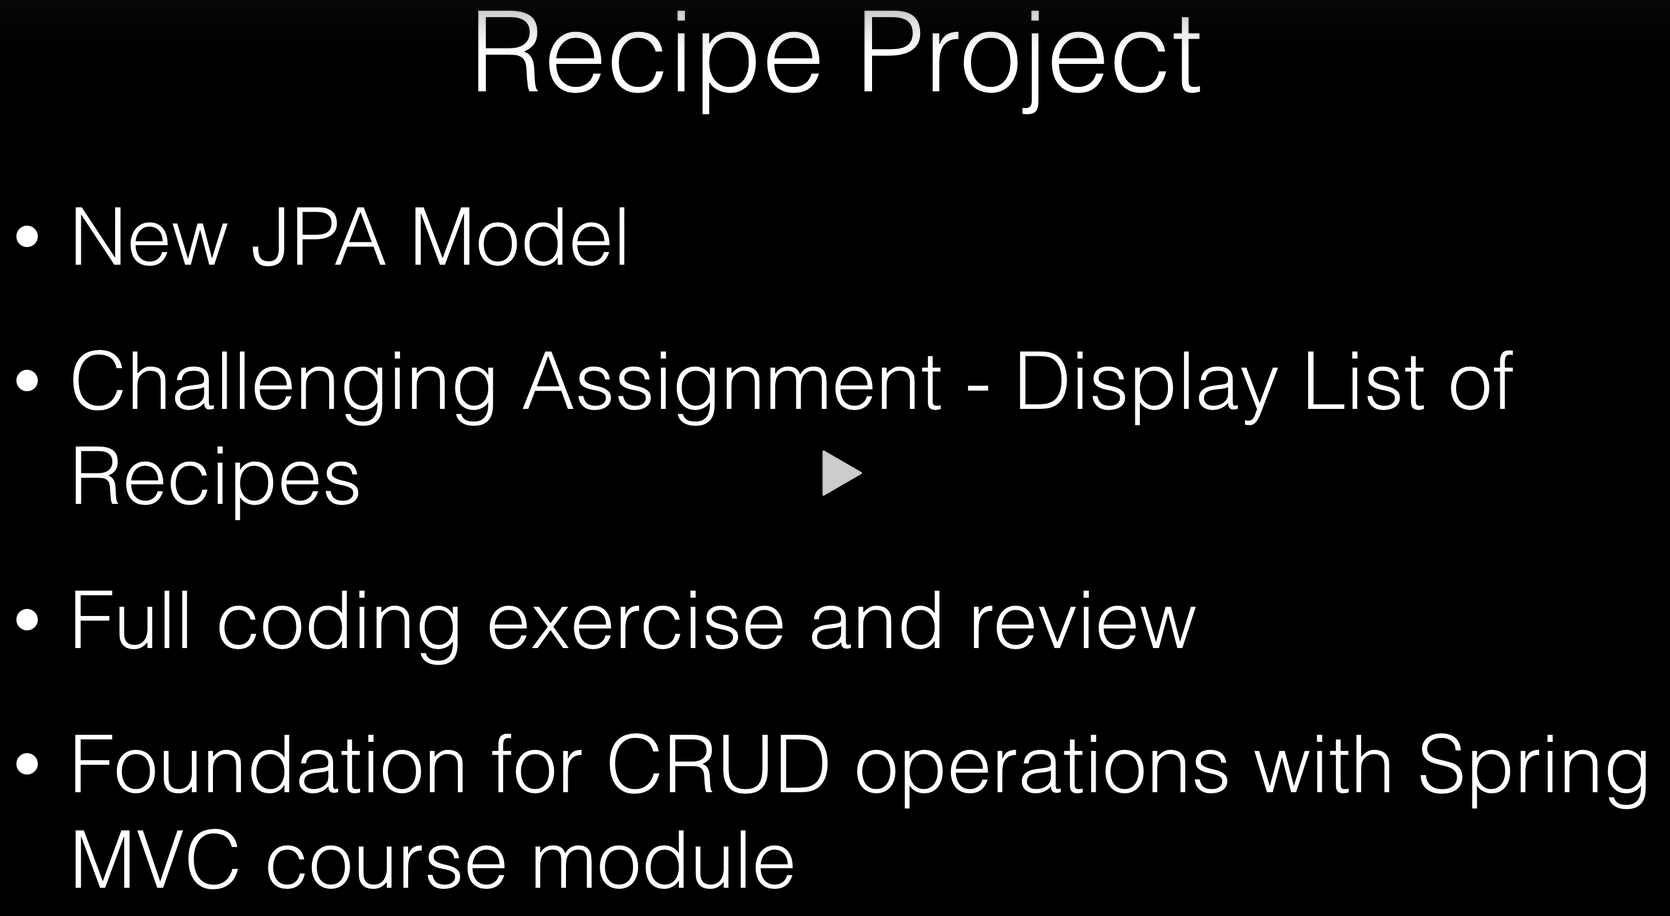 Recipe Project
• New JPA Model
• Challenging Assignment - Display List of
Recipes
• Full coding exercise and review
• Foundation for CRUD operations with Spring
MVC course module